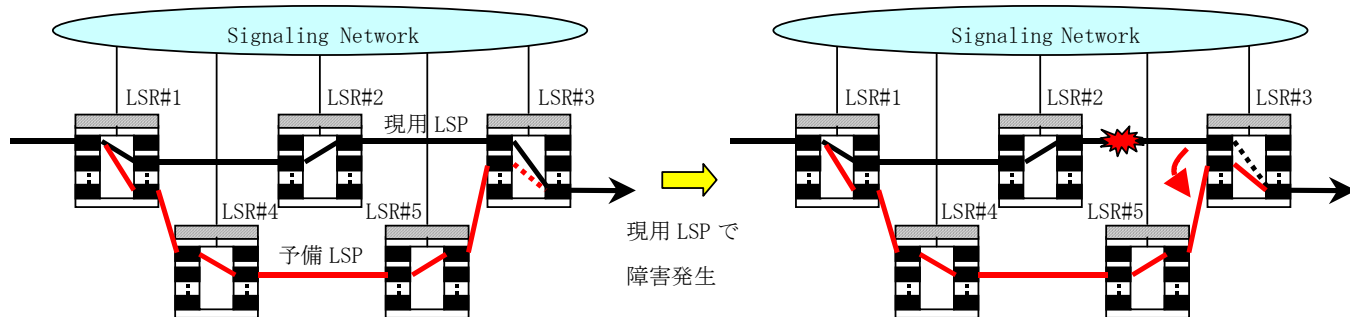 Signaling Network
LSR#1
LSR#2
LSR#3
現用 LSP
LSR#4
LSR#5
予備 LSP
現用 LSP で
障害発生
Signaling Network
LSR#1
LSR#2
LSR#3
LSR#4
LSR#5